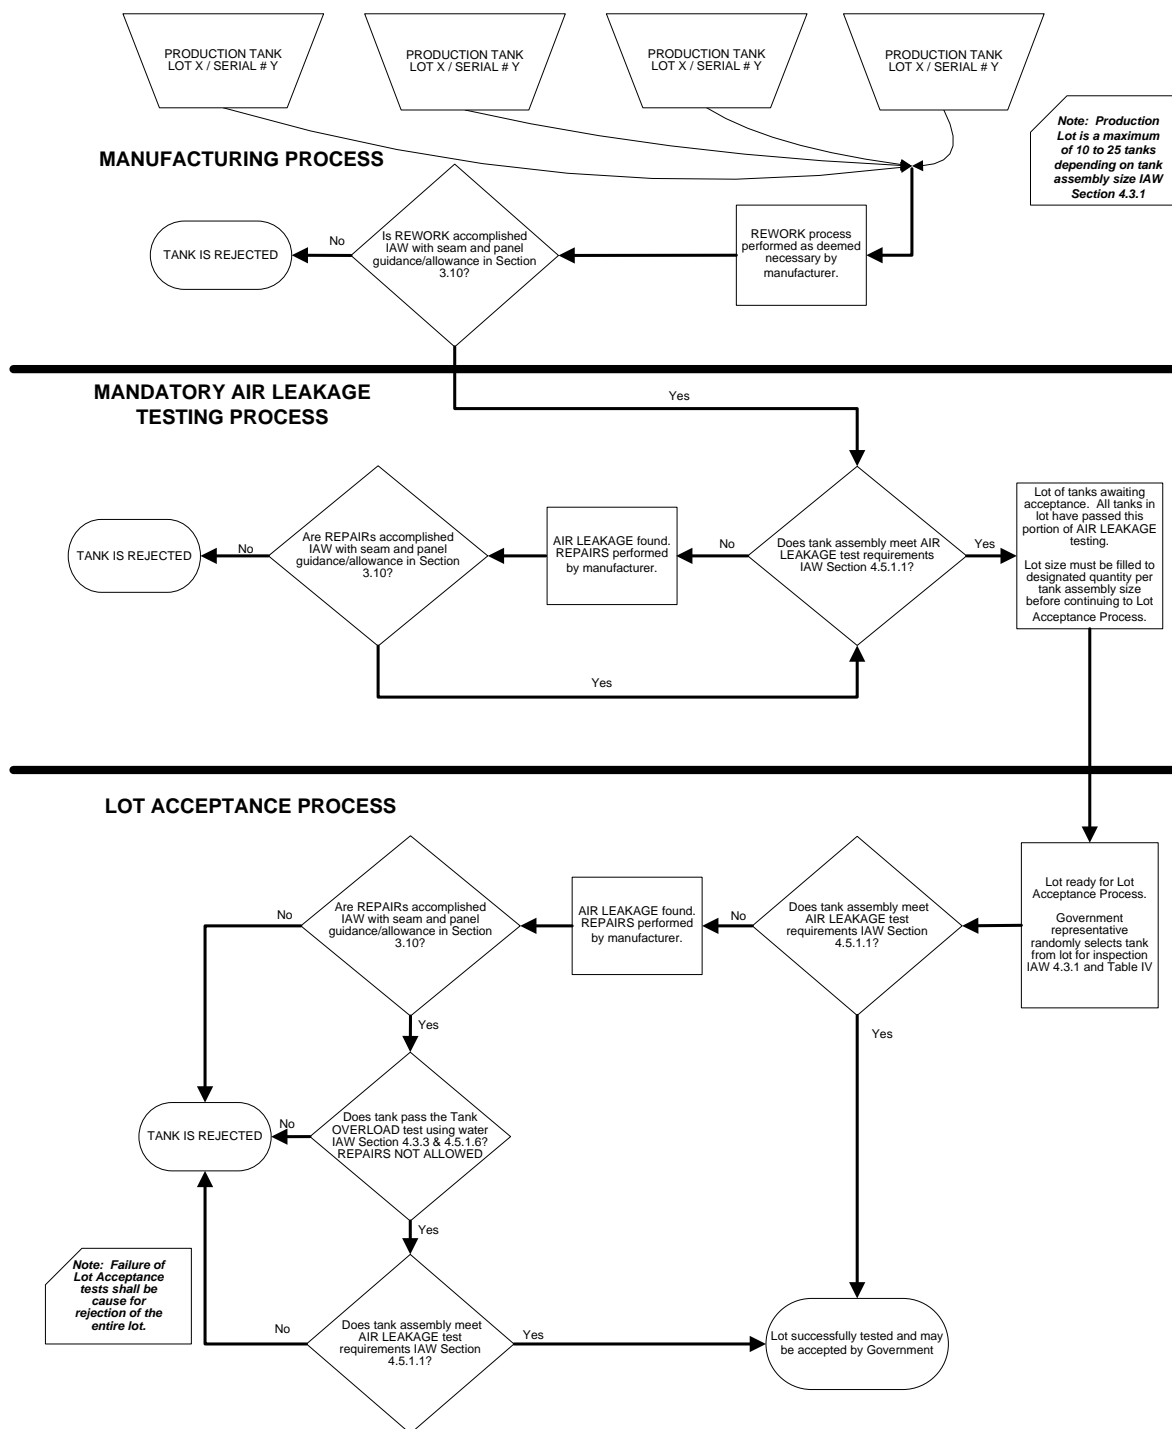 PRODUCTION TANK
LOT X / SERIAL # Y
PRODUCTION TANK
LOT X / SERIAL # Y
PRODUCTION TANK
LOT X / SERIAL # Y
PRODUCTION TANK
LOT X / SERIAL # Y
Note: Production
Lot is a maximum
of 10 to 25 tanks
depending on tank
assembly size IAW
Section 4.3.1
MANUFACTURING PROCESS
TANK IS REJECTED
No
Is REWORK accomplished
IAW with seam and panel
guidance/allowance in Section
3.10?
REWORK process
performed as deemed
necessary by
manufacturer.
MANDATORY AIR LEAKAGE
TESTING PROCESS
Yes
TANK IS REJECTED
No
Are REPAIRs accomplished
IAW with seam and panel
guidance/allowance in Section
3.10?
AIR LEAKAGE found.
REPAIRS performed
by manufacturer.
No
Does tank assembly meet AIR
LEAKAGE test requirements
IAW Section 4.5.1.1?
Yes
Lot of tanks awaiting
acceptance. All tanks in
lot have passed this
portion of AIR LEAKAGE
testing.
Lot size must be filled to
designated quantity per
tank assembly size
before continuing to Lot
Acceptance Process.
Yes
LOT ACCEPTANCE PROCESS
No
Are REPAIRs accomplished
IAW with seam and panel
guidance/allowance in Section
3.10?
AIR LEAKAGE found.
REPAIRS performed
by manufacturer.
No
Does tank assembly meet
AIR LEAKAGE test
requirements IAW Section
4.5.1.1?
Lot ready for Lot
Acceptance Process.
Government
representative
randomly selects tank
from lot for inspection
IAW 4.3.1 and Table IV
Yes
Yes
TANK IS REJECTED
No
Does tank pass the Tank
OVERLOAD test using water
IAW Section 4.3.3 & 4.5.1.6?
REPAIRS NOT ALLOWED
Yes
Note: Failure of
Lot Acceptance
tests shall be
cause for
rejection of the
entire lot.
No
Does tank assembly meet
AIR LEAKAGE test
requirements IAW Section
4.5.1.1?
Yes
Lot successfully tested and may
be accepted by Government